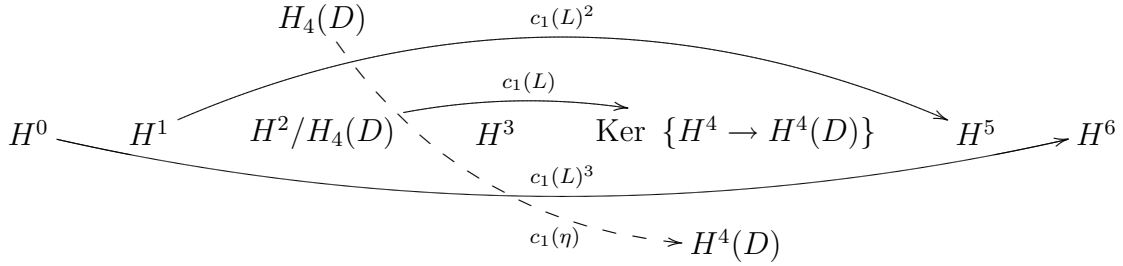 H_4(D)
c_1(L)^2
c_1(L)
H^0 H^1 H^2/H_4(D) H^3 Ker {H^4 → H^4(D)} H^5 H^6
c_1(L)^3
c_1(η)
H^4(D)